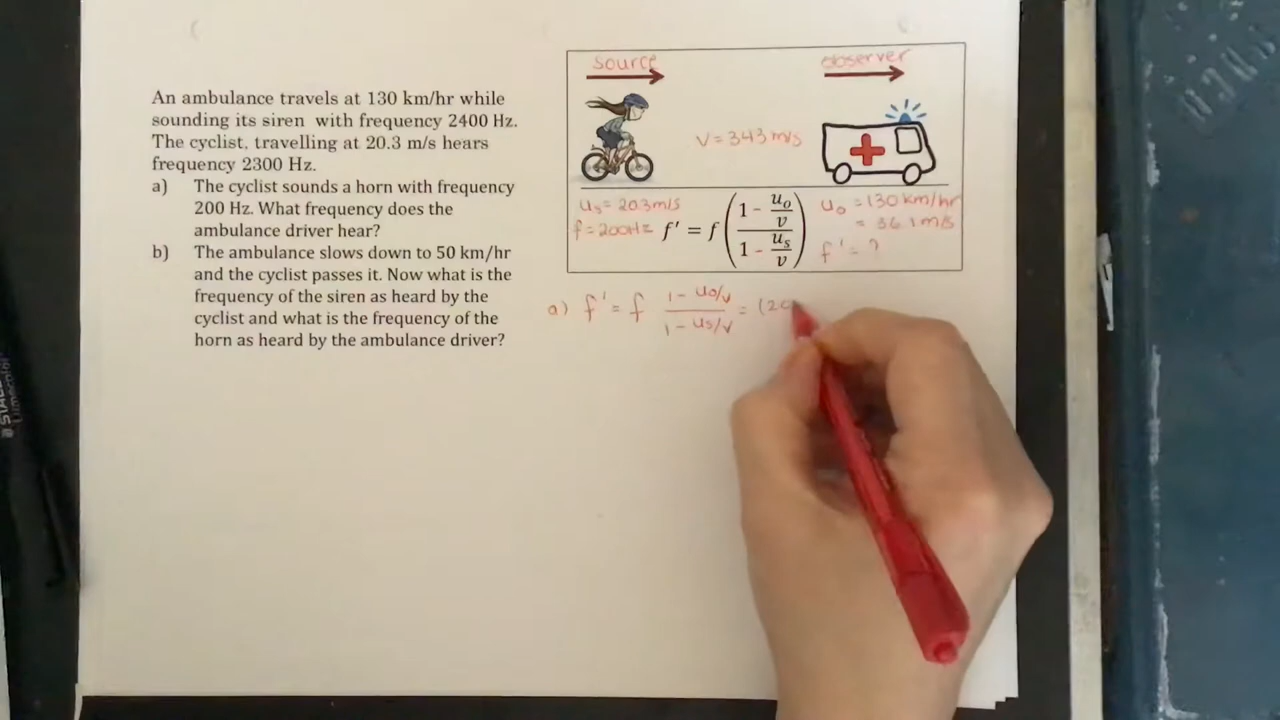 An ambulance travels at 130 km/hr while
sounding its siren with frequency 2400 Hz.
The cyclist, travelling at 20.3 m/s hears
frequency 2300 Hz.
a) The cyclist sounds a horn with frequency
200 Hz. What frequency does the
ambulance driver hear?
b) The ambulance slows down to 50 km/hr
and the cyclist passes it. Now what is the
frequency of the siren as heard by the
cyclist and what is the frequency of the
horn as heard by the ambulance driver?
source
observer
v = 343 m/s
us = 20.3 m/s
f = 200Hz
f' = f ((1 - uo/v)/(1 - us/v))
uo = 130 km/hr
= 36.1 m/s
f' = ?
a) f' = f (1 - uo/v)/(1 - us/v) = (20